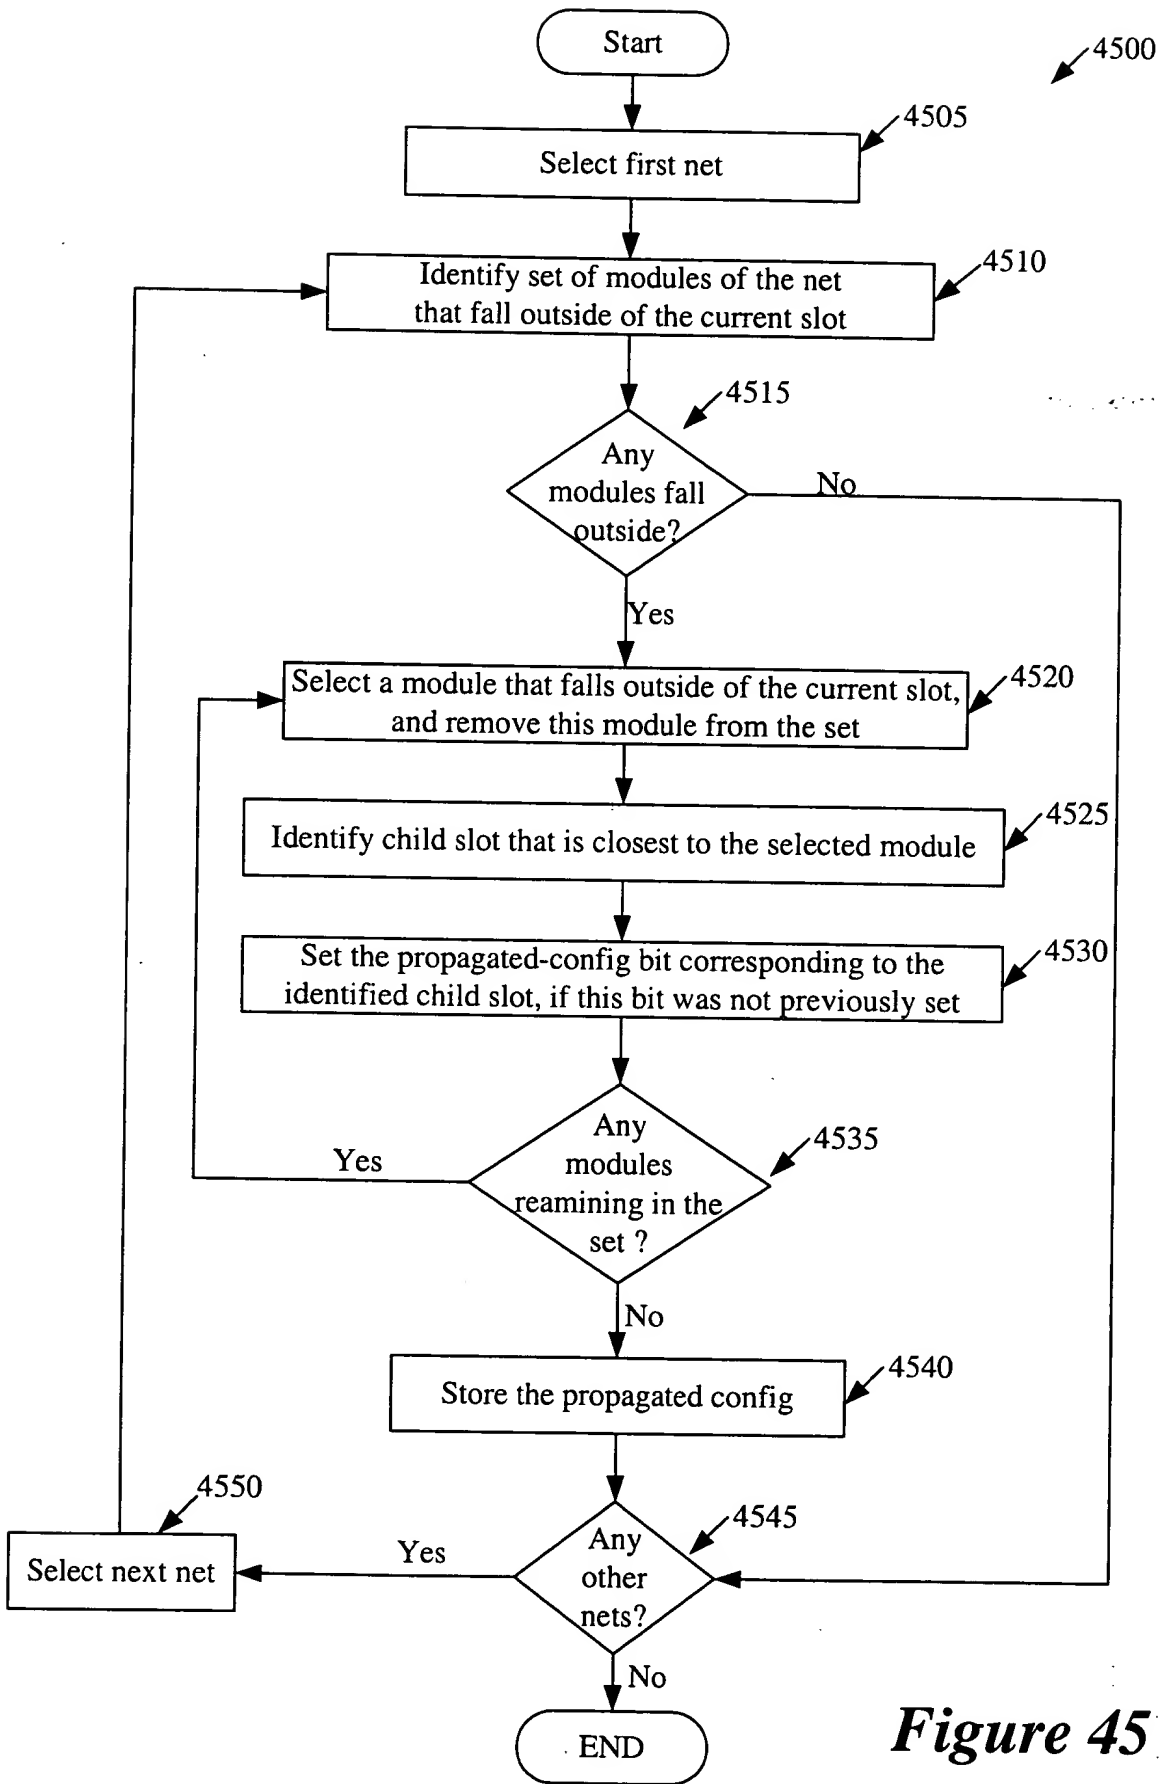 Start
4500
4505
Select first net
4510
Identify set of modules of the net
that fall outside of the current slot
4515
Any
modules fall
outside?
No
Yes
4520
Select a module that falls outside of the current slot,
and remove this module from the set
4525
Identify child slot that is closest to the selected module
4530
Set the propagated-config bit corresponding to the
identified child slot, if this bit was not previously set
4535
Any
modules
reamining in the
set ?
Yes
No
4540
Store the propagated config
4550
4545
Select next net
Yes
Any
other
nets?
No
END
Figure 45